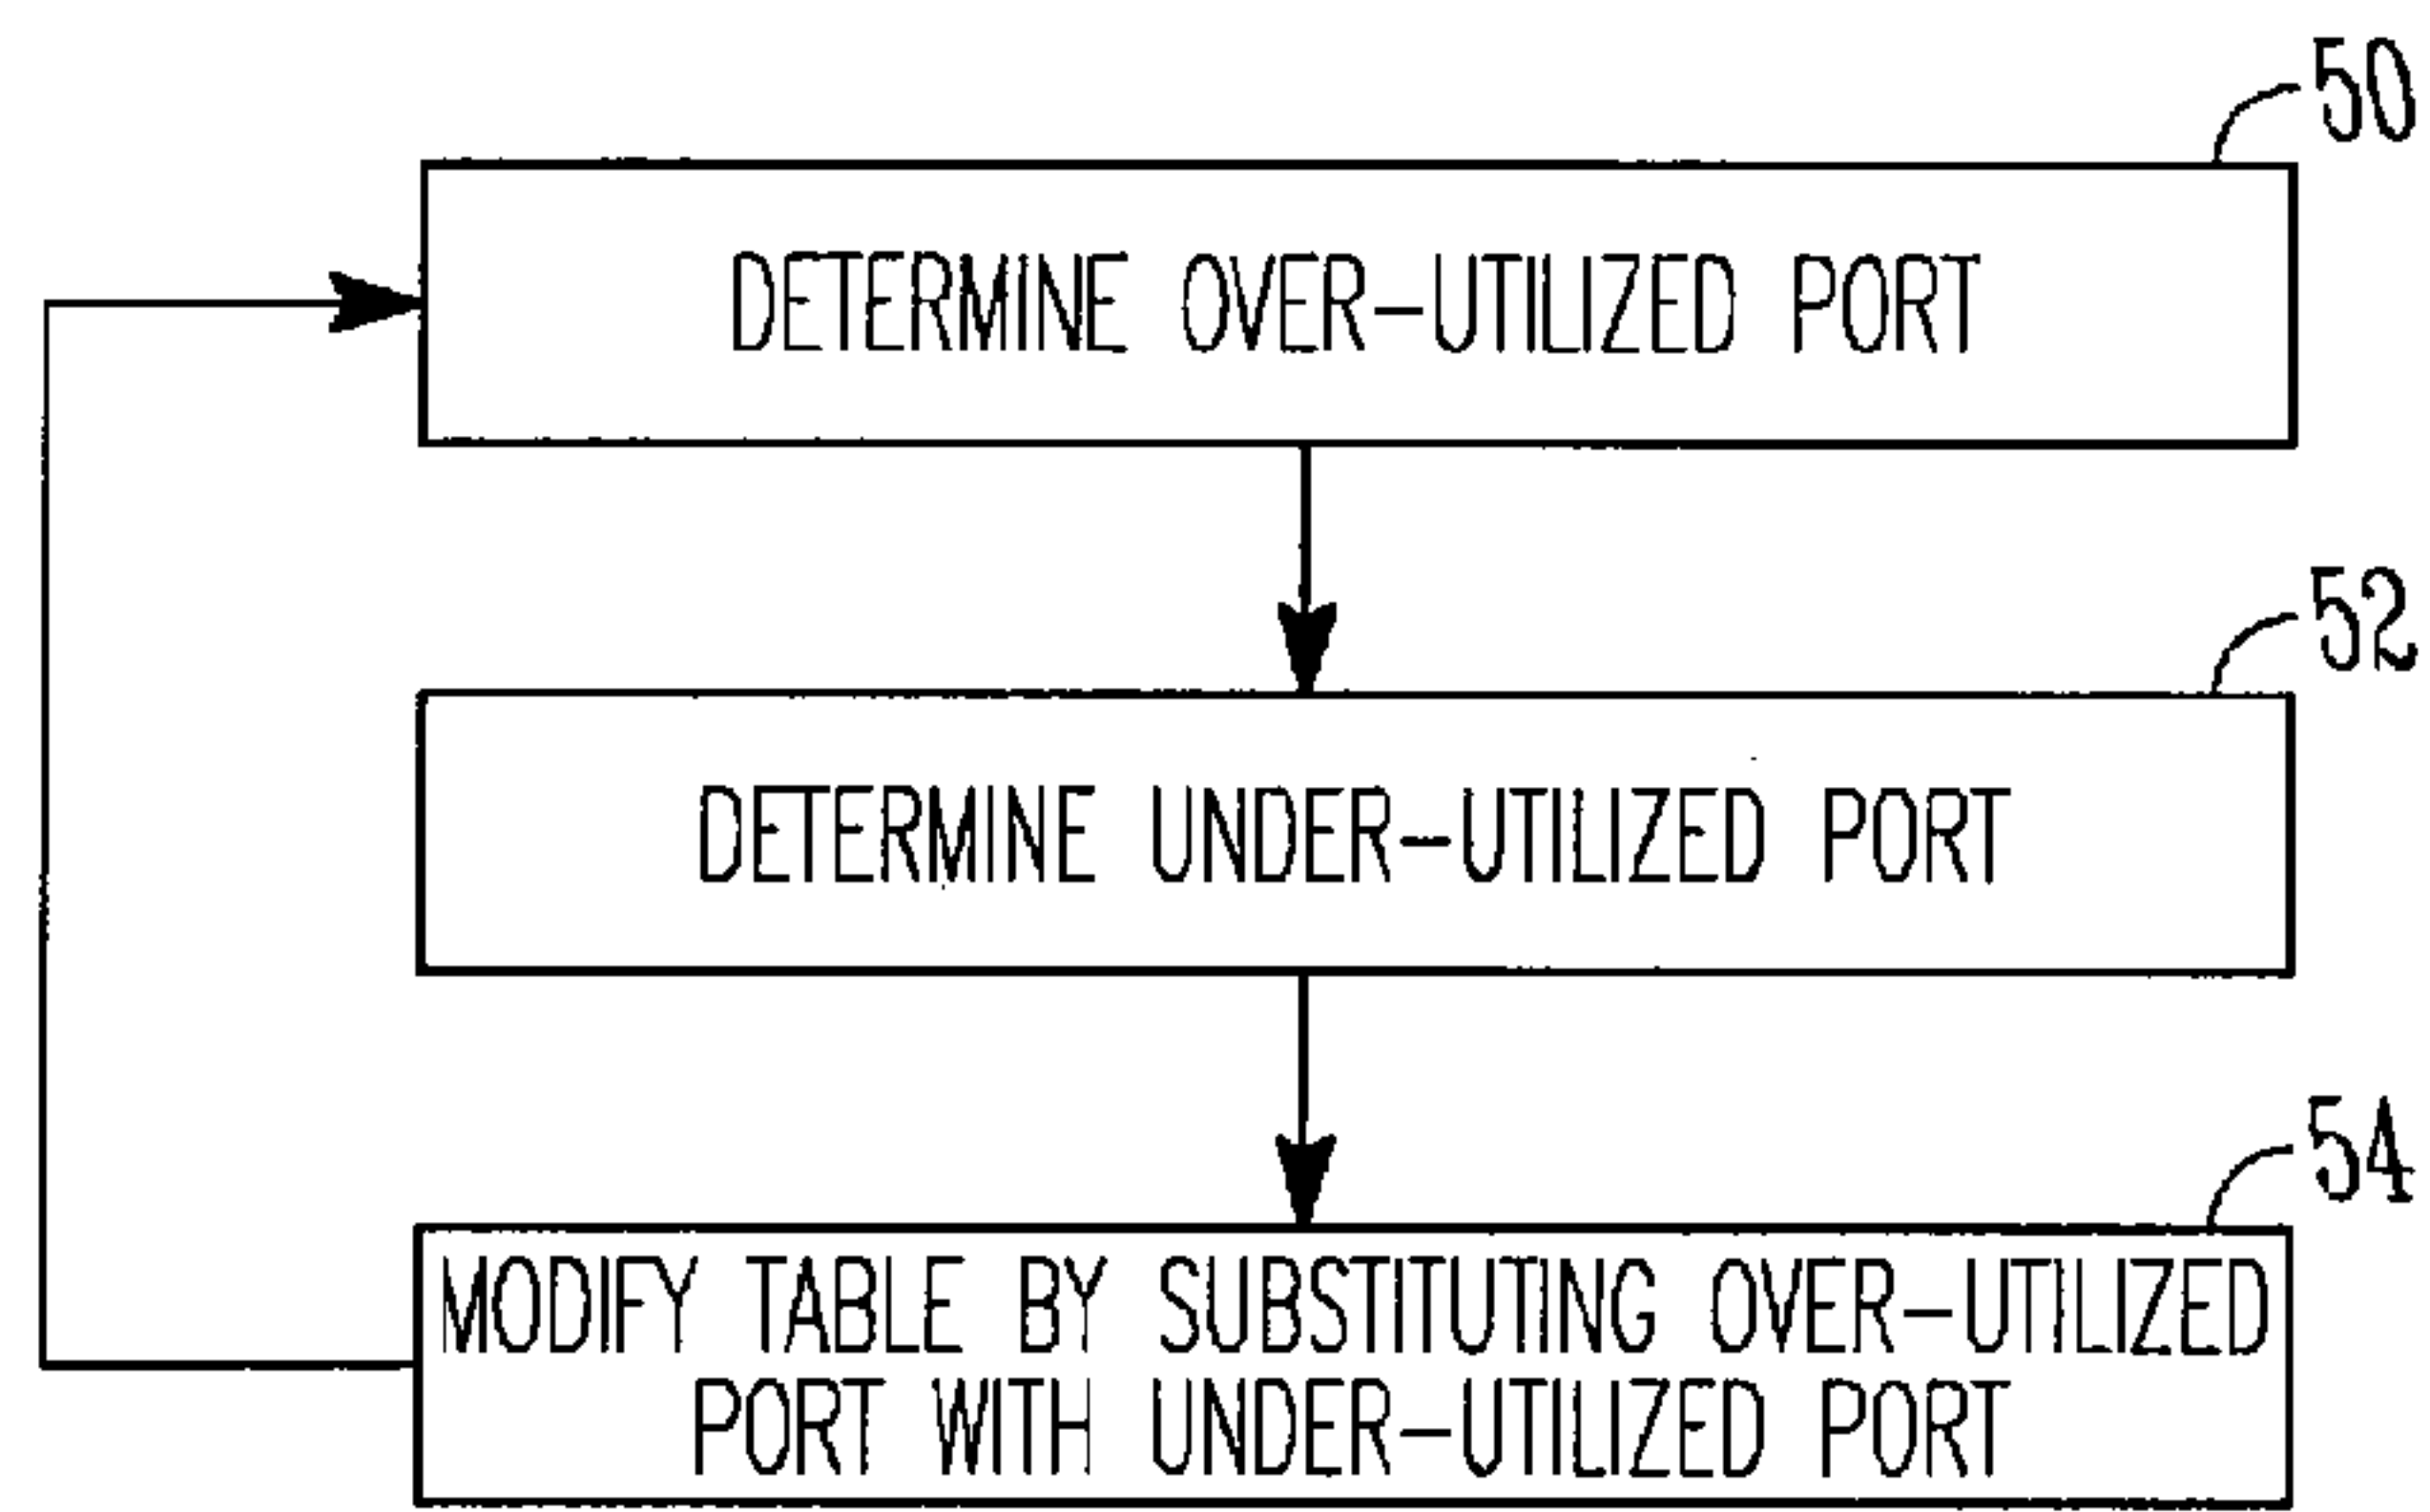 50
DETERMINE OVER-UTILIZED PORT
52
DETERMINE UNDER-UTILIZED PORT
54
MODIFY TABLE BY SUBSTITUTING OVER-UTILIZED
PORT WITH UNDER-UTILIZED PORT